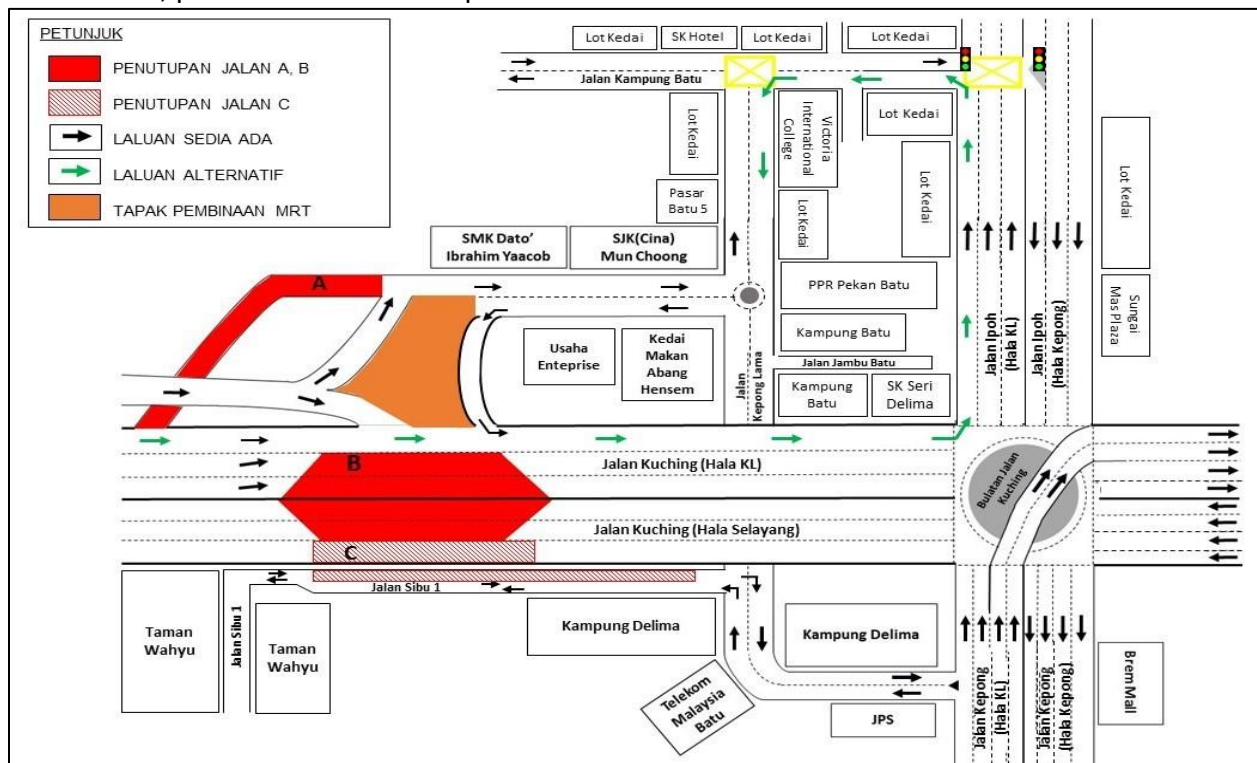 PETUNJUK
PENUTUPAN JALAN A, B
PENUTUPAN JALAN C
LALUAN SEDIA ADA
LALUAN ALTERNATIF
TAPAK PEMBINAAN MRT
Lot Kedai
SK Hotel
Lot Kedai
Lot Kedai
Jalan Kampung Batu
Lot Kedai
Victoria
International
College
Lot Kedai
Pasar
Batu 5
Lot Kedai
Lot Kedai
Lot Kedai
SMK Dato'
Ibrahim Yaacob
SJK(Cina)
Mun Choong
A
PPR Pekan Batu
Kampung Batu
Jalan Jambu Batu
Kampung
Batu
SK Seri
Delima
Usaha
Enteprise
Kedai
Makan
Abang
Hensem
Jalan
Kepong Lama
Jalan Ipoh
(Hala KL)
Jalan Ipoh
(Hala Kepong)
Sungai
Mas Plaza
B
Jalan Kuching (Hala KL)
Bulatan Jalan
Kuching
Jalan Kuching (Hala Selayang)
C
Jalan Sibu 1
Taman
Wahyu
Jalan Sibu 1
Taman
Wahyu
Kampung Delima
Kampung Delima
Telekom
Malaysia
Batu
JPS
Jalan Kepong
(Hala KL)
Jalan Kepong
(Hala Kepong)
Brem Mall